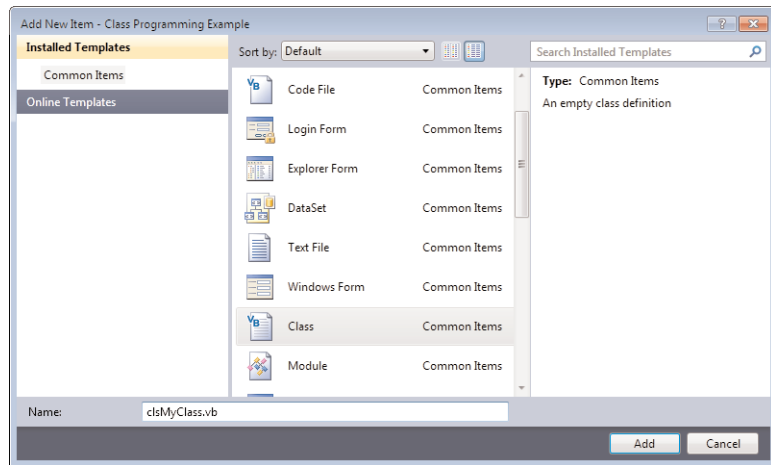 Add New Item - Class Programming Example
Installed Templates
Common Items
Online Templates
Sort by: Default
Search Installed Templates
VB Code File Common Items
Login Form Common Items
Explorer Form Common Items
DataSet Common Items
Text File Common Items
Windows Form Common Items
VB Class Common Items
Module Common Items
Type: Common Items
An empty class definition
Name: clsMyClass.vb
Add Cancel